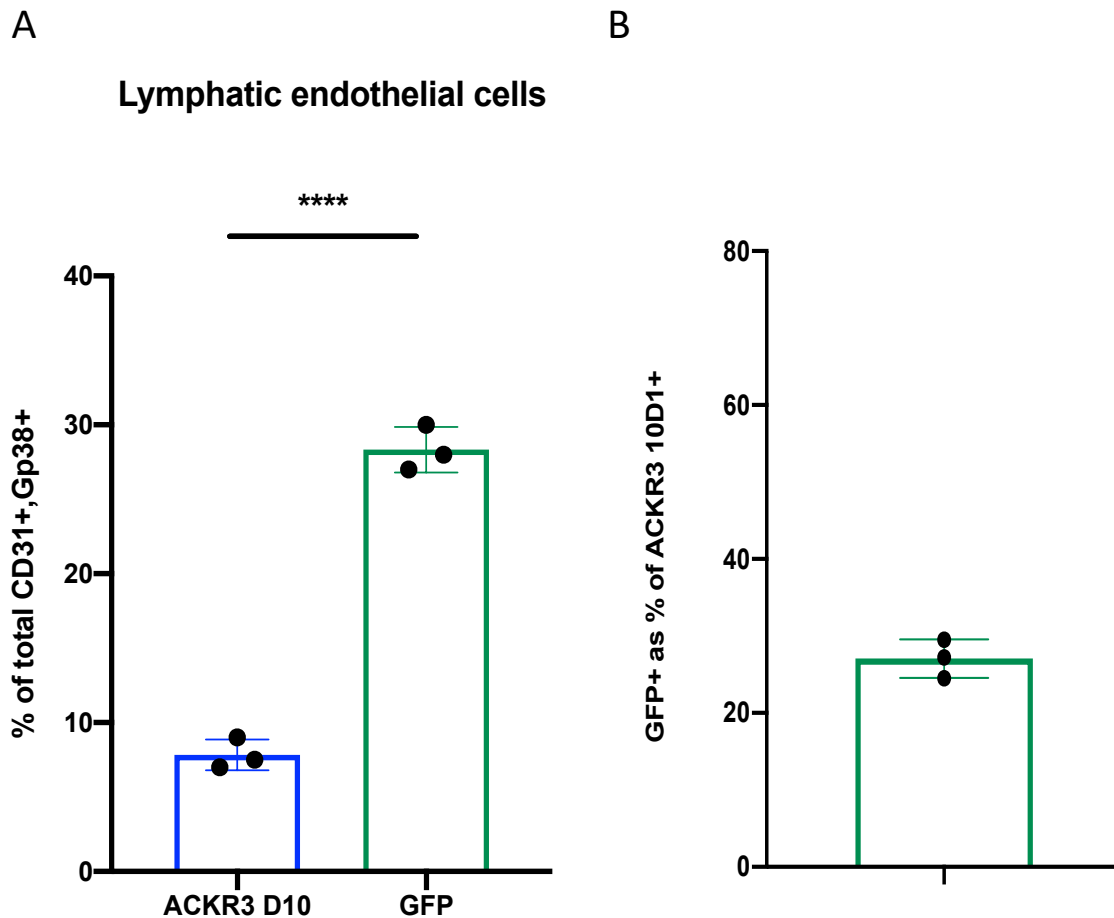 A
B
Lymphatic endothelial cells
****
% of total CD31+,Gp38+
40
30
20
10
0
ACKR3 D10
GFP
GFP+ as % of ACKR3 10D1+
80
60
40
20
0